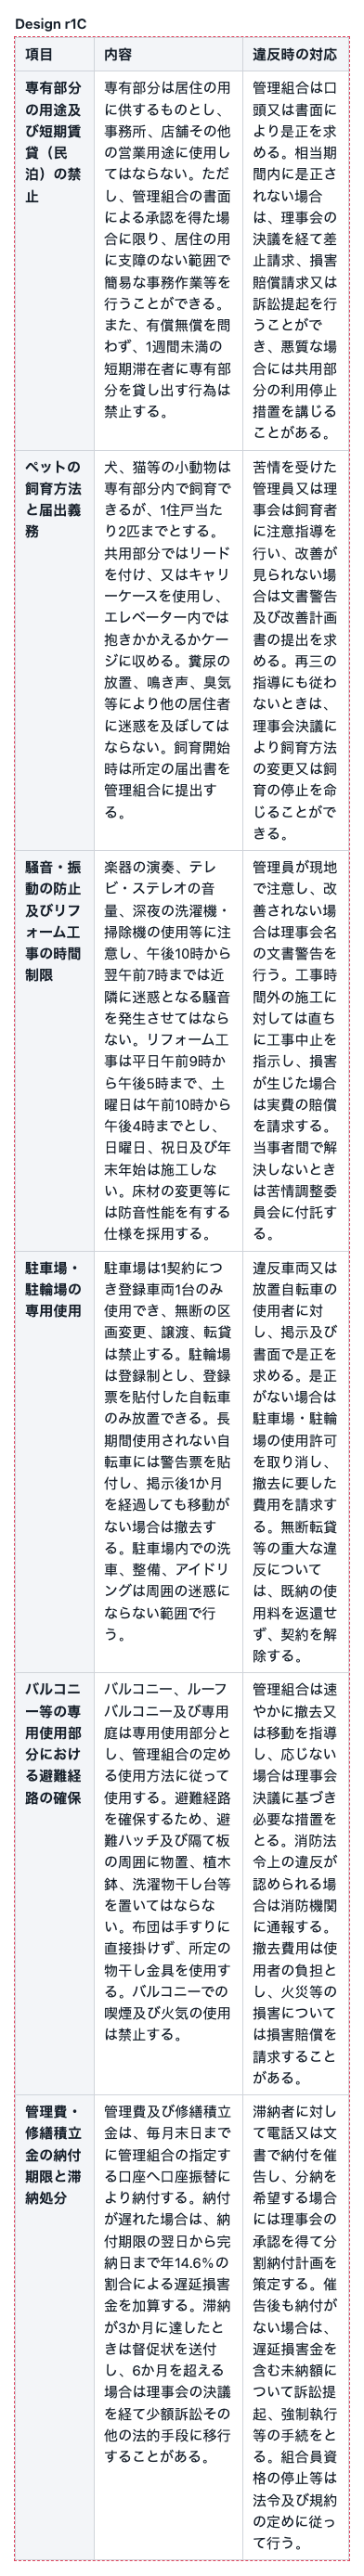 Design r1C
項目
内容
違反時の対応
専有部分
の用途及
び短期賃
貸（民
泊）の禁
止
専有部分は居住の用
に供するものとし、
事務所、店舗その他
の営業用途に使用し
てはならない。ただ
し、管理組合の書面
による承認を得た場
合に限り、居住の用
に支障のない範囲で
簡易な事務作業等を
行うことができる。
また、有償無償を問
わず、1週間未満の
短期滞在者に専有部
分を貸し出す行為は
禁止する。
管理組合は口
頭又は書面に
より是正を求
める。相当期
間内に是正さ
れない場合
は、理事会の
決議を経て差
止請求、損害
賠償請求又は
訴訟提起を行
うことがで
き、悪質な場
合には共用部
分の利用停止
措置を講じる
ことがある。
ペットの
飼育方法
と届出義
務
犬、猫等の小動物は
専有部分内で飼育で
きるが、1住戸当た
り2匹までとする。
共用部分ではリード
を付け、又はキャリ
ーケースを使用し、
エレベーター内では
抱きかかえるかケー
ジに収める。糞尿の
放置、鳴き声、臭気
等により他の居住者
に迷惑を及ぼしては
ならない。飼育開始
時は所定の届出書を
管理組合に提出す
る。
苦情を受けた
管理員又は理
事会は飼育者
に注意指導を
行い、改善が
見られない場
合は文書警告
及び改善計画
書の提出を求
める。再三の
指導にも従わ
ないときは、
理事会決議に
より飼育方法
の変更又は飼
育の停止を命
じることがで
きる。
騒音・振
動の防止
及びリフ
ォーム工
事の時間
制限
楽器の演奏、テレ
ビ・ステレオの音
量、深夜の洗濯機・
掃除機の使用等に注
意し、午後10時から
翌午前7時までは近
隣に迷惑となる騒音
を発生させてはなら
ない。リフォーム工
事は平日午前9時か
ら午後5時まで、土
曜日は午前10時から
午後4時までとし、
日曜日、祝日及び年
末年始は施工しな
い。床材の変更等に
は防音性能を有する
仕様を採用する。
管理員が現地
で注意し、改
善されない場
合は理事会名
の文書警告を
行う。工事時
間外の施工に
対しては直ち
に工事中止を
指示し、損害
が生じた場合
は実費の賠償
を請求する。
当事者間で解
決しないとき
は苦情調整委
員会に付託す
る。
駐車場・
駐輪場の
専用使用
駐車場は1契約につ
き登録車両1台のみ
使用でき、無断の区
画変更、譲渡、転貸
は禁止する。駐輪場
は登録制とし、登録
票を貼付した自転車
のみ放置できる。長
期間使用されない自
転車には警告票を貼
付し、掲示後1か月
を経過しても移動が
ない場合は撤去す
る。駐車場内での洗
車、整備、アイドリ
ングは周囲の迷惑に
ならない範囲で行
う。
違反車両又は
放置自転車の
使用者に対
し、掲示及び
書面で是正を
求める。是正
がない場合は
駐車場・駐輪
場の使用許可
を取り消し、
撤去に要した
費用を請求す
る。無断転貸
等の重大な違
反について
は、既納の使
用料を返還せ
ず、契約を解
除する。
バルコニ
ー等の専
用使用部
分におけ
る避難経
路の確保
バルコニー、ルーフ
バルコニー及び専用
庭は専用使用部分と
し、管理組合の定め
る使用方法に従って
使用する。避難経路
を確保するため、避
難ハッチ及び隔て板
の周囲に物置、植木
鉢、洗濯物干し台等
を置いてはならな
い。布団は手すりに
直接掛けず、所定の
物干し金具を使用す
る。バルコニーでの
喫煙及び火気の使用
は禁止する。
管理組合は速
やかに撤去又
は移動を指導
し、応じない
場合は理事会
決議に基づき
必要な措置を
とる。消防法
令上の違反が
認められる場
合は消防機関
に通報する。
撤去費用は使
用者の負担と
し、火災等の
損害について
は損害賠償を
請求すること
がある。
管理費・
修繕積立
金の納付
期限と滞
納処分
管理費及び修繕積立
金は、毎月末日まで
に管理組合の指定す
る口座へ口座振替に
より納付する。納付
が遅れた場合は、納
付期限の翌日から完
納日まで年14.6%の
割合による遅延損害
金を加算する。滞納
が3か月に達したと
きは督促状を送付
し、6か月を超える
場合は理事会の決議
を経て少額訴訟その
他の法的手段に移行
することがある。
滞納者に対し
て電話又は文
書で納付を催
告し、分納を
希望する場合
には理事会の
承認を得て分
割納付計画を
策定する。催
告後も納付が
ない場合は、
遅延損害金を
含む未納額に
ついて訴訟提
起、強制執行
等の手続をと
る。組合員資
格の停止等は
法令及び規約
の定めに従っ
て行う。